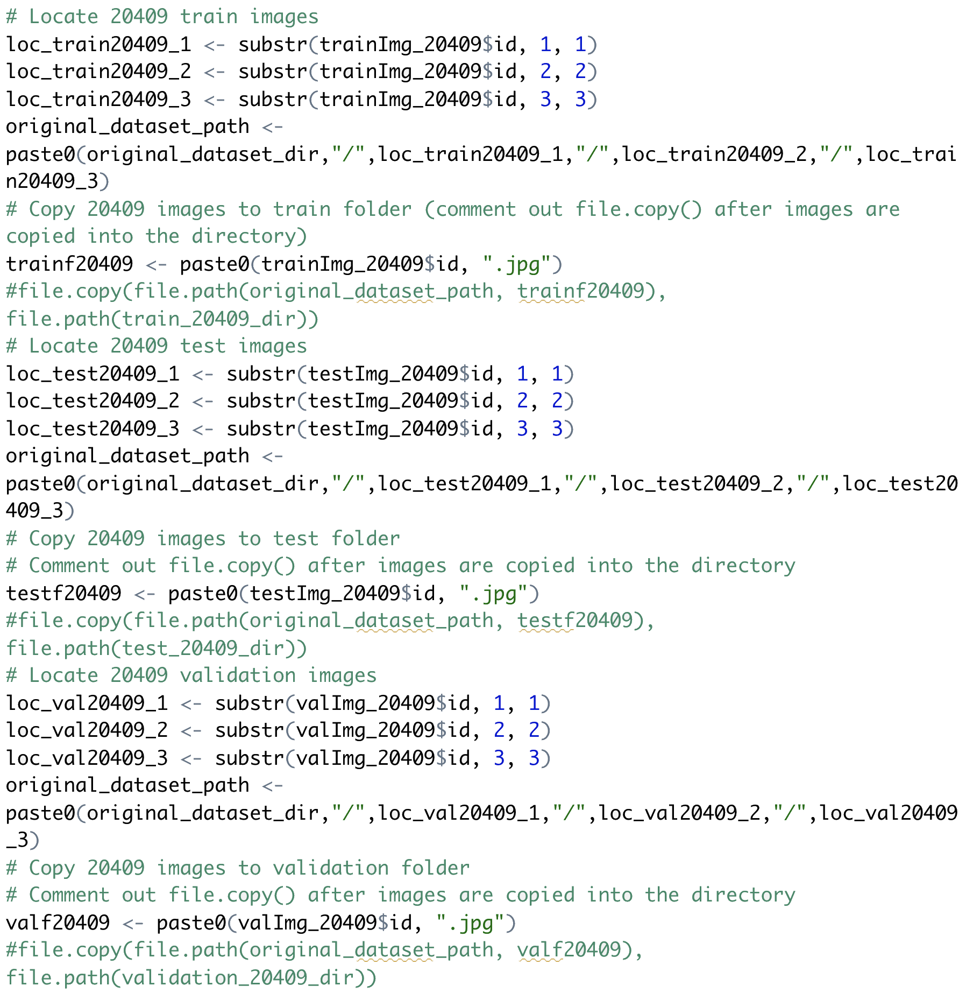 # Locate 20409 train images
loc_train20409_1 <- substr(trainImg_20409$id, 1, 1)
loc_train20409_2 <- substr(trainImg_20409$id, 2, 2)
loc_train20409_3 <- substr(trainImg_20409$id, 3, 3)
original_dataset_path <-
paste0(original_dataset_dir,"/",loc_train20409_1,"/",loc_train20409_2,"/",loc_trai
n20409_3)
# Copy 20409 images to train folder (comment out file.copy() after images are
copied into the directory)
trainf20409 <- paste0(trainImg_20409$id, ".jpg")
#file.copy(file.path(original_dataset_path, trainf20409),
file.path(train_20409_dir))
# Locate 20409 test images
loc_test20409_1 <- substr(testImg_20409$id, 1, 1)
loc_test20409_2 <- substr(testImg_20409$id, 2, 2)
loc_test20409_3 <- substr(testImg_20409$id, 3, 3)
original_dataset_path <-
paste0(original_dataset_dir,"/",loc_test20409_1,"/",loc_test20409_2,"/",loc_test20
409_3)
# Copy 20409 images to test folder
# Comment out file.copy() after images are copied into the directory
testf20409 <- paste0(testImg_20409$id, ".jpg")
#file.copy(file.path(original_dataset_path, testf20409),
file.path(test_20409_dir))
# Locate 20409 validation images
loc_val20409_1 <- substr(valImg_20409$id, 1, 1)
loc_val20409_2 <- substr(valImg_20409$id, 2, 2)
loc_val20409_3 <- substr(valImg_20409$id, 3, 3)
original_dataset_path <-
paste0(original_dataset_dir,"/",loc_val20409_1,"/",loc_val20409_2,"/",loc_val20409
_3)
# Copy 20409 images to validation folder
# Comment out file.copy() after images are copied into the directory
valf20409 <- paste0(valImg_20409$id, ".jpg")
#file.copy(file.path(original_dataset_path, valf20409),
file.path(validation_20409_dir))